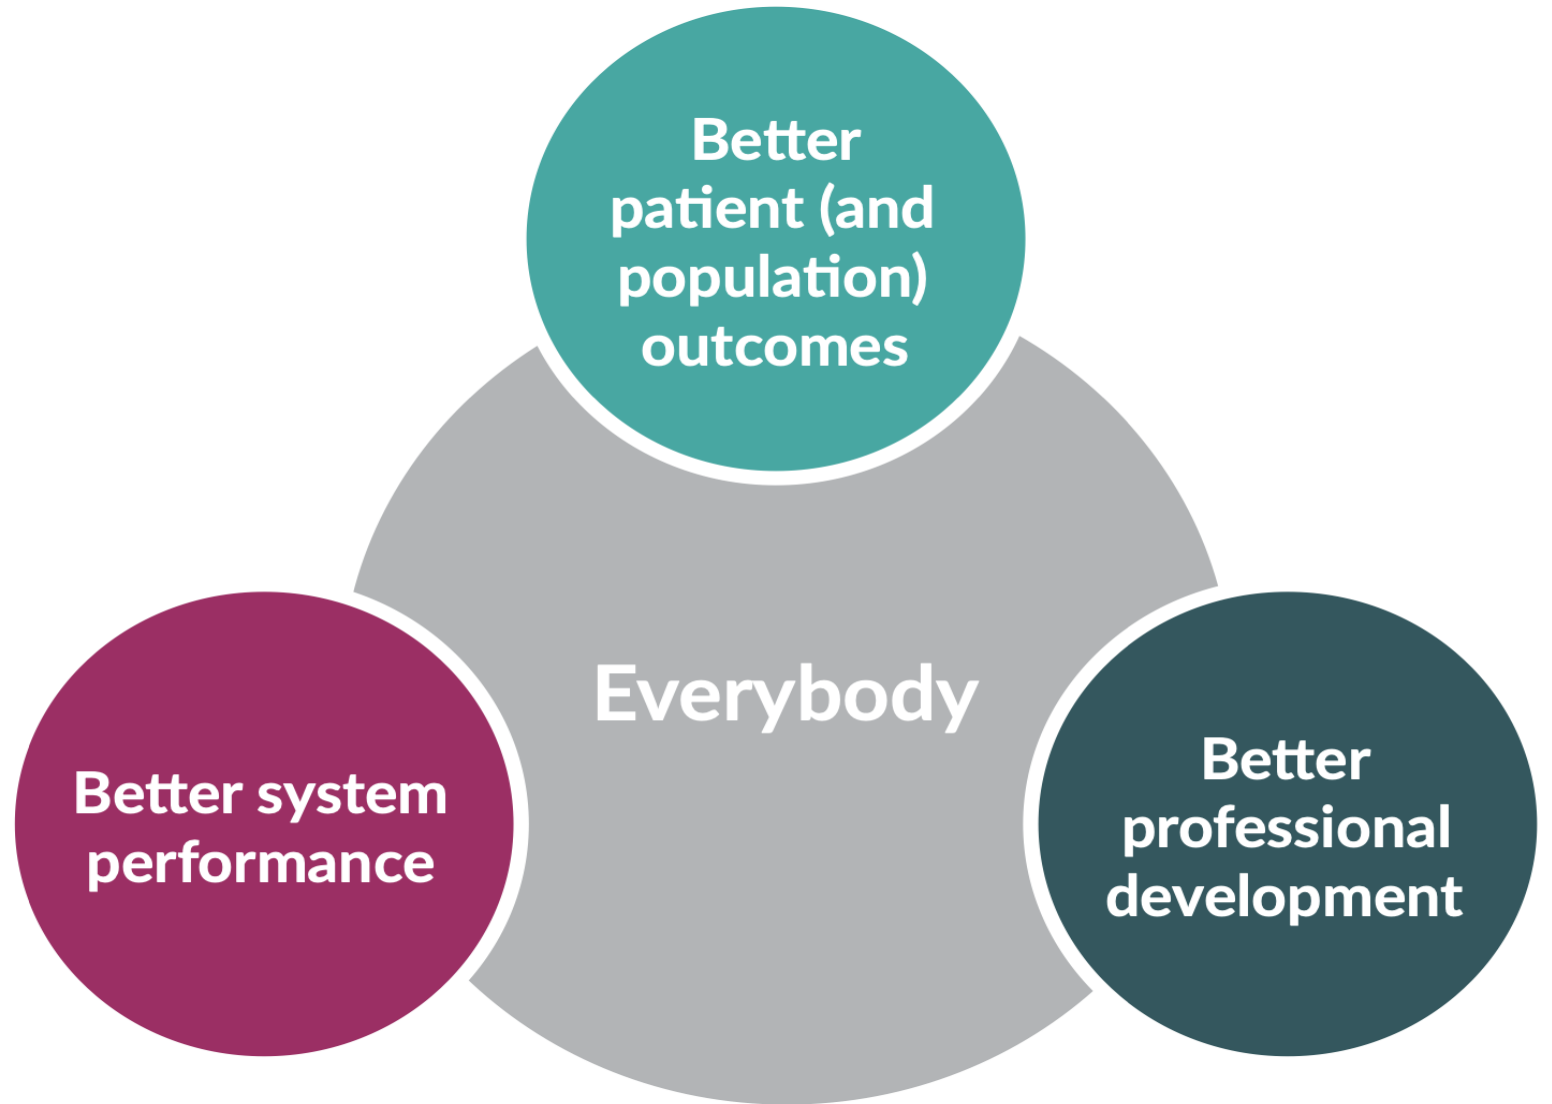 Better
patient (and
population)
outcomes
Everybody
Better system
performance
Better
professional
development